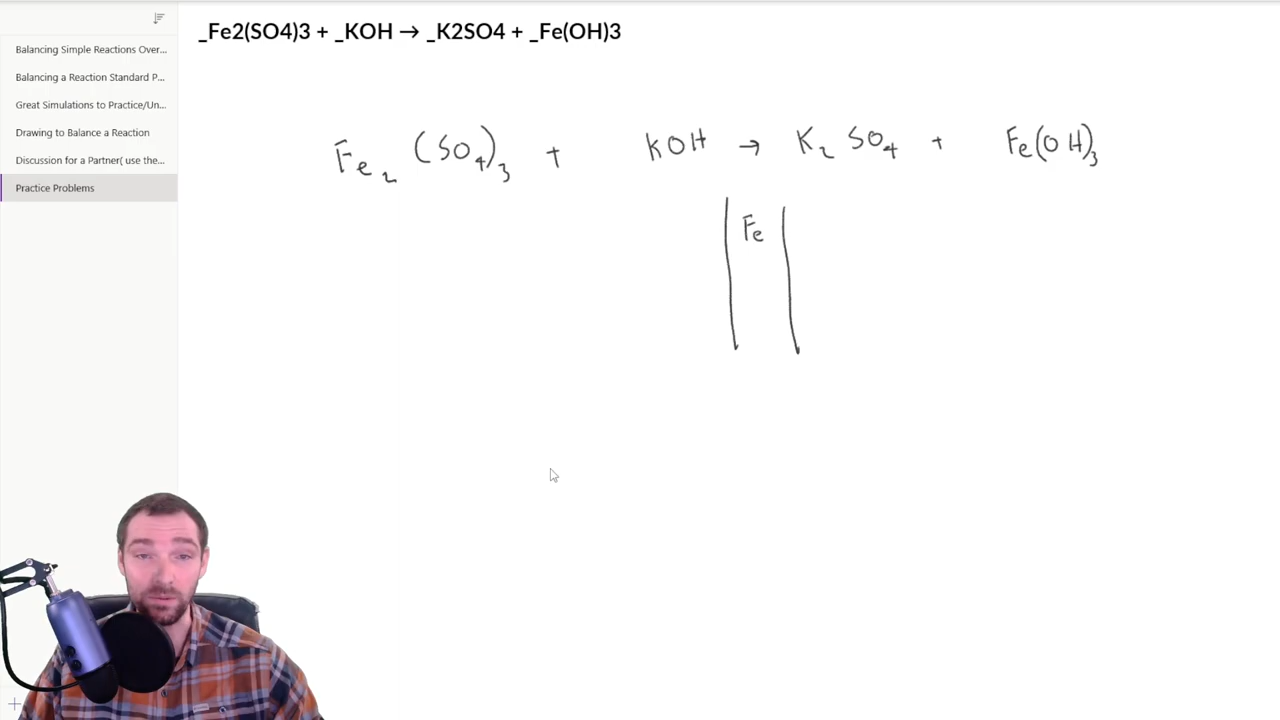 _Fe2(SO4)3 + _KOH → _K2SO4 + _Fe(OH)3
Balancing Simple Reactions Over...
Balancing a Reaction Standard P...
Great Simulations to Practice/Un...
Drawing to Balance a Reaction
Discussion for a Partner( use the...
Practice Problems
Fe2 (SO4)3 + KOH → K2 SO4 + Fe(OH)3
Fe